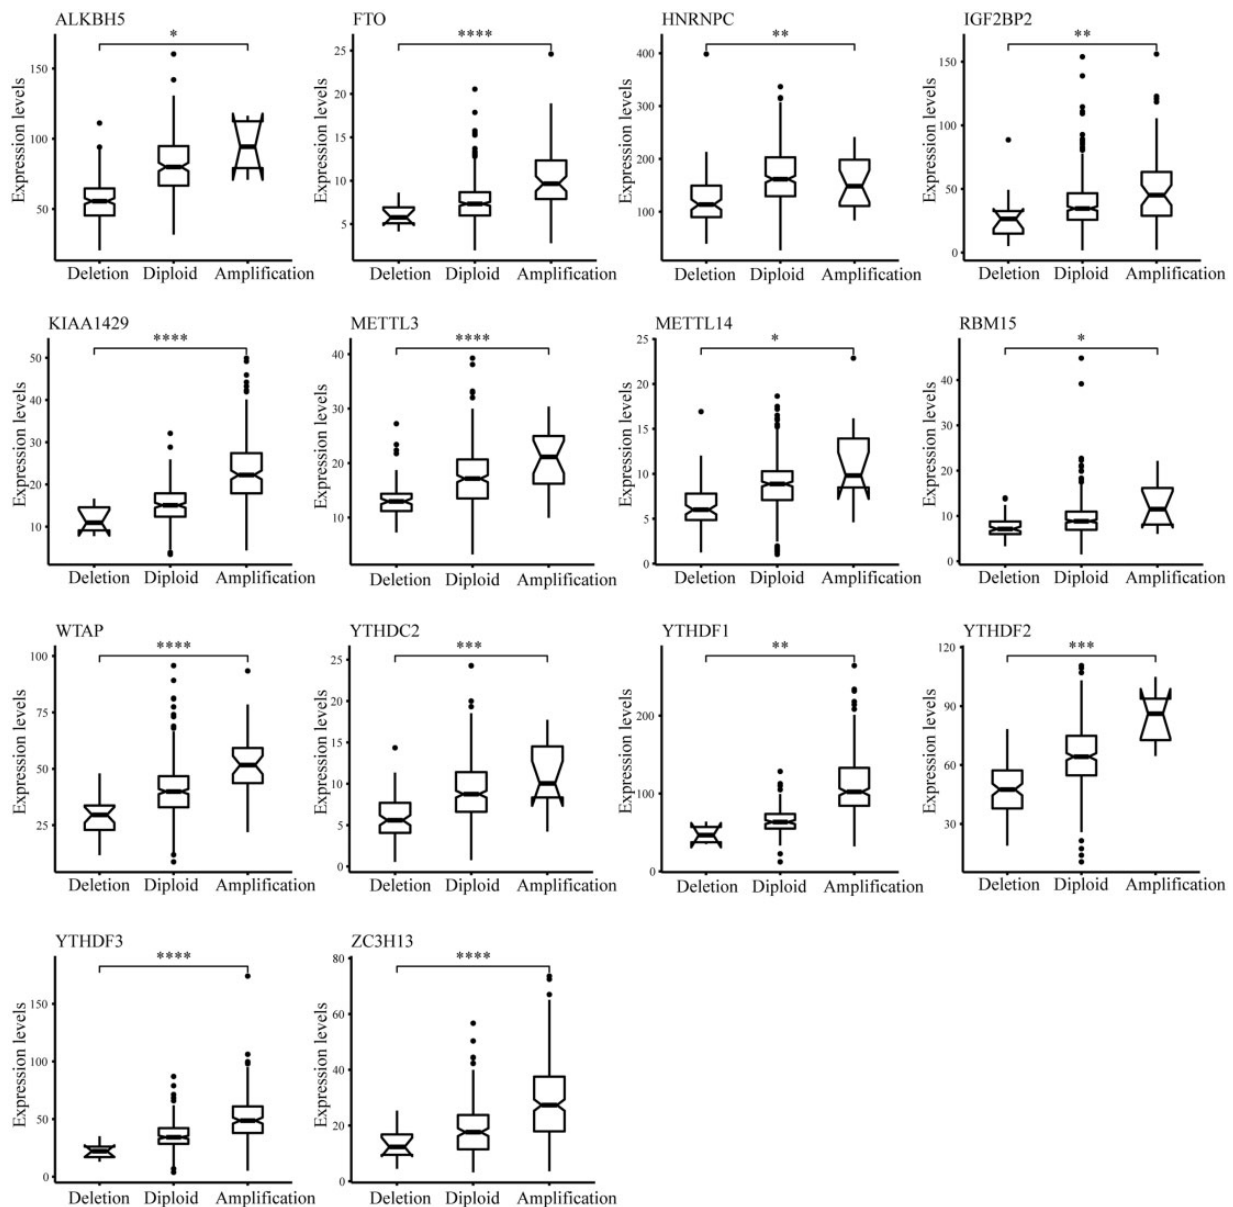 ALKBH5
*
Expression levels
150
100
50
Deletion Diploid Amplification
FTO
****
Expression levels
25
20
15
10
5
Deletion Diploid Amplification
HNRNPC
**
Expression levels
400
300
200
100
Deletion Diploid Amplification
IGF2BP2
**
Expression levels
150
100
50
0
Deletion Diploid Amplification
KIAA1429
****
Expression levels
50
40
30
20
10
Deletion Diploid Amplification
METTL3
****
Expression levels
40
30
20
10
Deletion Diploid Amplification
METTL14
*
Expression levels
25
20
15
10
5
0
Deletion Diploid Amplification
RBM15
*
Expression levels
40
30
20
10
0
Deletion Diploid Amplification
WTAP
****
Expression levels
100
75
50
25
Deletion Diploid Amplification
YTHDC2
***
Expression levels
25
20
15
10
5
0
Deletion Diploid Amplification
YTHDF1
**
Expression levels
200
100
0
Deletion Diploid Amplification
YTHDF2
***
Expression levels
120
90
60
30
Deletion Diploid Amplification
YTHDF3
****
Expression levels
150
100
50
0
Deletion Diploid Amplification
ZC3H13
****
Expression levels
80
60
40
20
0
Deletion Diploid Amplification